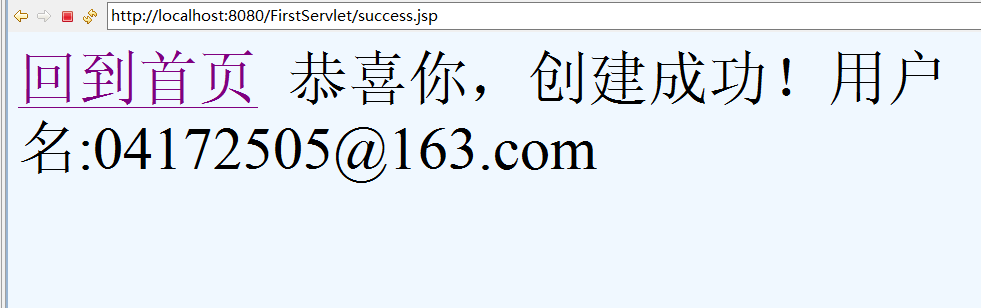 http://localhost:8080/FirstServlet/success.jsp
回到首页 恭喜你，创建成功！用户
名:04172505@163.com